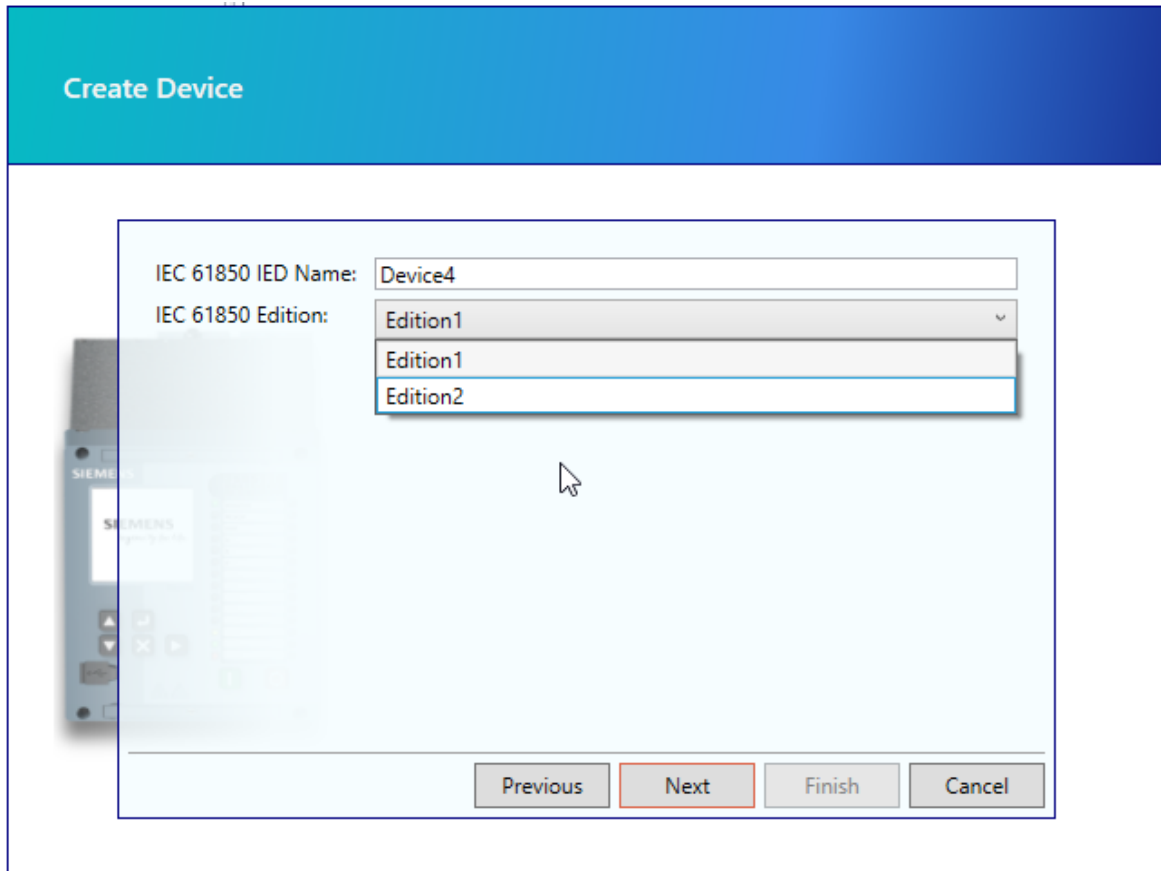 Create Device
IEC 61850 IED Name: Device4
IEC 61850 Edition: Edition1
Edition1
Edition2
SIEMENS
SIEMENS
Previous Next Finish Cancel